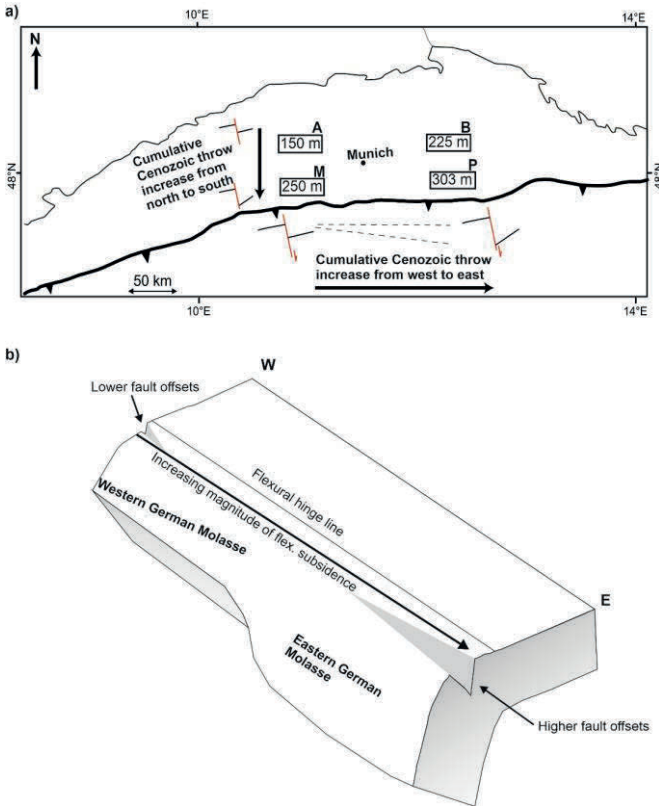 a)
10°E
14°E
N
A
150 m
B
225 m
Cumulative
Cenozoic throw
increase from
north to south
Munich
48°N
48°N
M
250 m
P
303 m
Cumulative Cenozoic throw
increase from west to east
50 km
10°E
14°E
b)
W
Lower fault offsets
Flexural hinge line
Increasing magnitude of flex. subsidence
Western German Molasse
E
Eastern German
Molasse
Higher fault offsets